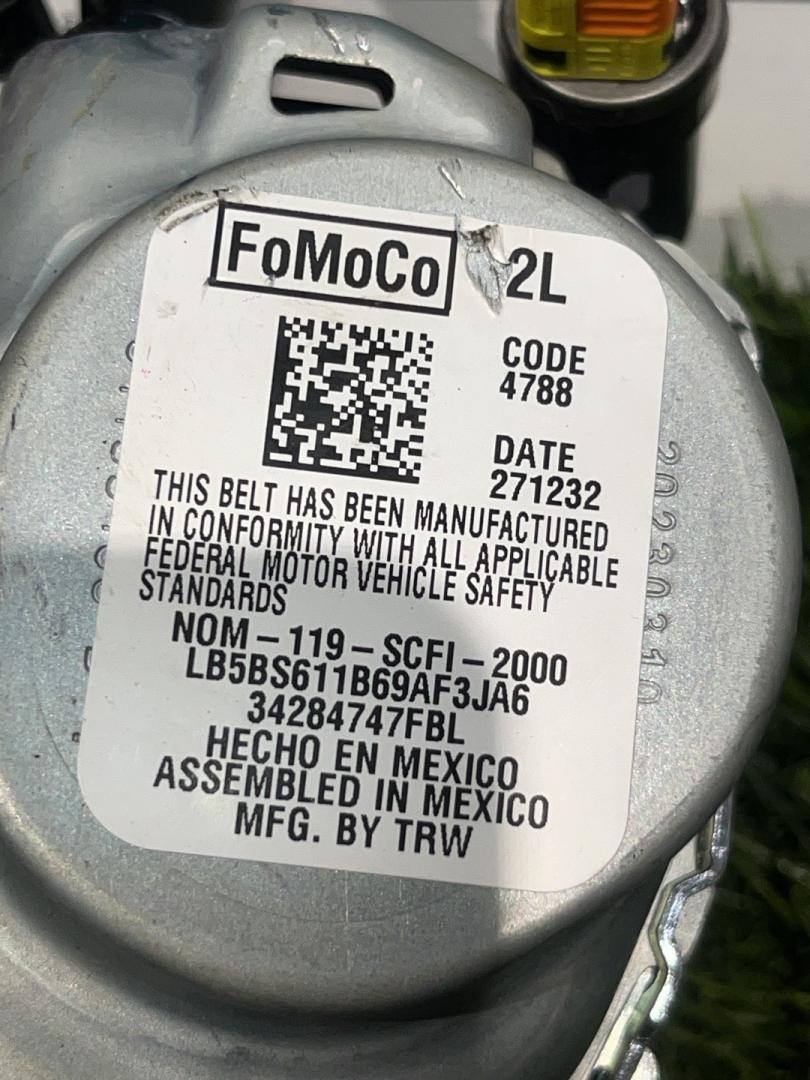 FoMoCo 2L
CODE
4788
DATE
271232
THIS BELT HAS BEEN MANUFACTURED
IN CONFORMITY WITH ALL APPLICABLE
FEDERAL MOTOR VEHICLE SAFETY
STANDARDS
NOM-119-SCFI-2000
LB5BS611B69AF3JA6
34284747FBL
HECHO EN MEXICO
ASSEMBLED IN MEXICO
MFG. BY TRW
20230310